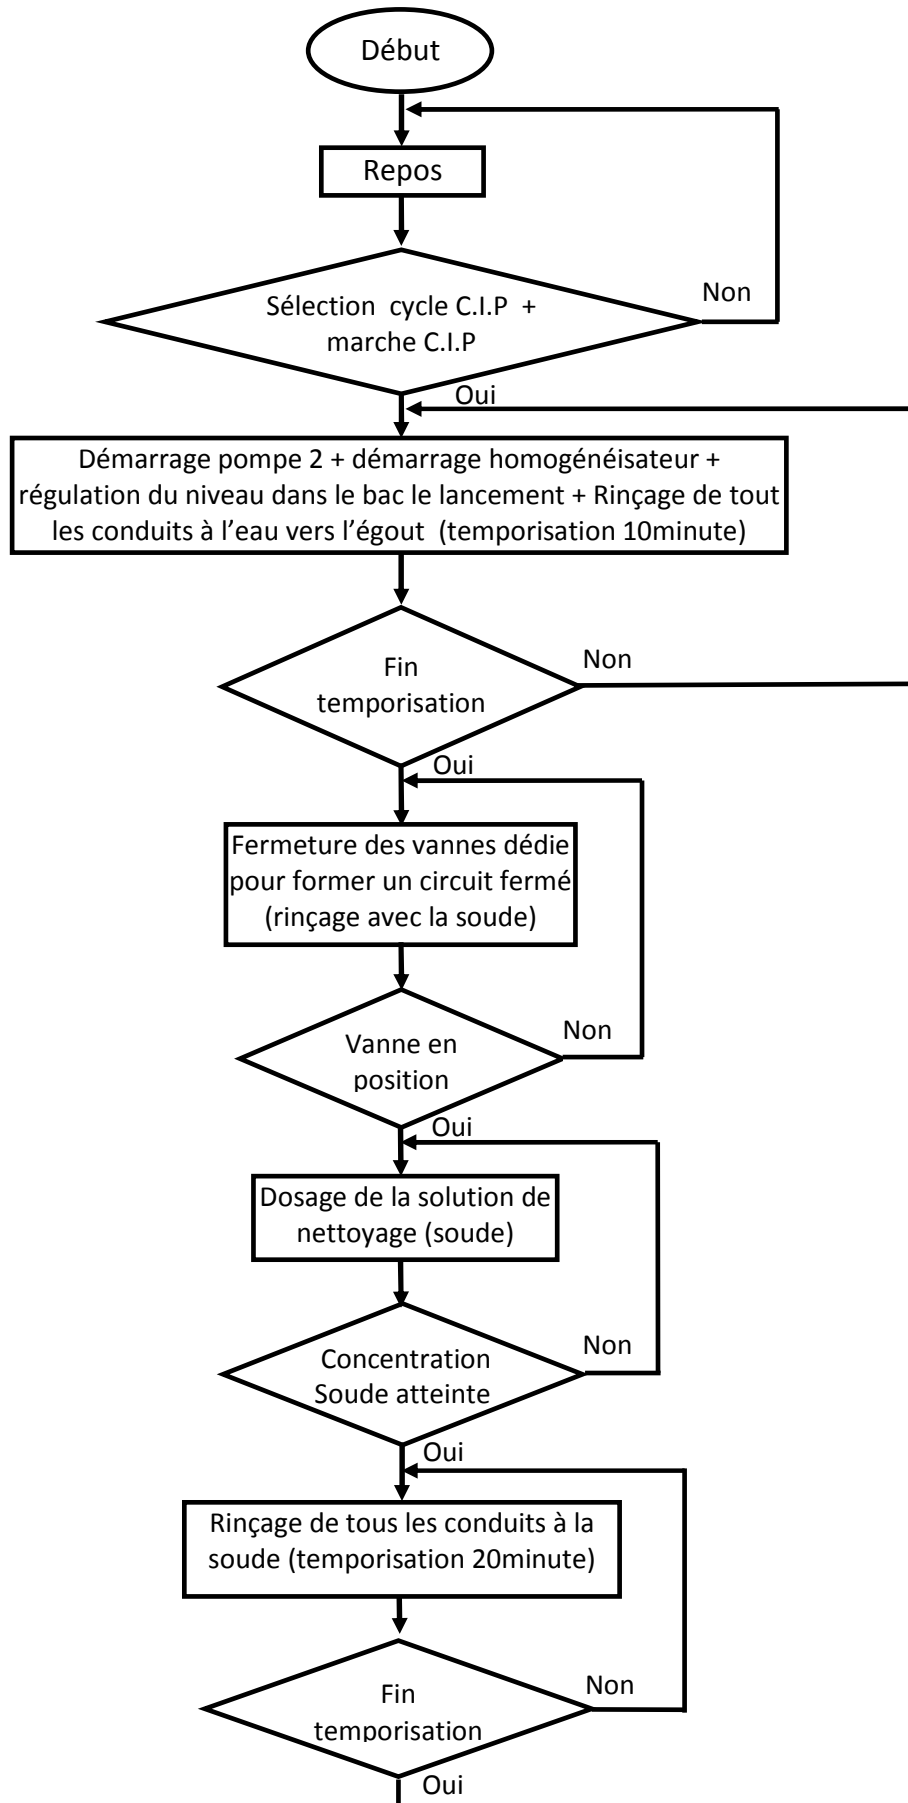 Début
Repos
Sélection cycle C.I.P +
marche C.I.P
Non
Oui
Démarrage pompe 2 + démarrage homogénéisateur +
régulation du niveau dans le bac le lancement + Rinçage de tout
les conduits à l’eau vers l’égout (temporisation 10minute)
Fin
temporisation
Non
Oui
Fermeture des vannes dédie
pour former un circuit fermé
(rinçage avec la soude)
Vanne en
position
Non
Oui
Dosage de la solution de
nettoyage (soude)
Concentration
Soude atteinte
Non
Oui
Rinçage de tous les conduits à la
soude (temporisation 20minute)
Fin
temporisation
Non
Oui